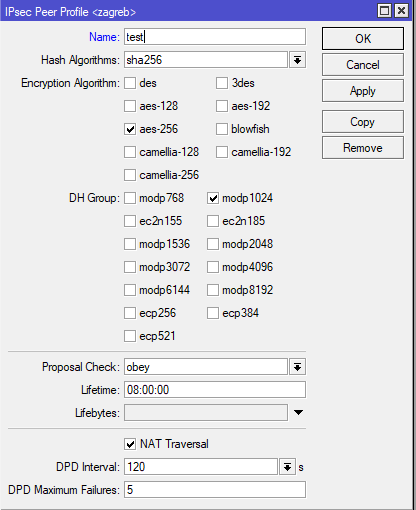 IPsec Peer Profile <zagreb>
Name: test OK
Hash Algorithms: sha256 Cancel
Encryption Algorithm: des 3des Apply
aes-128 aes-192
aes-256 blowfish Copy
camellia-128 camellia-192 Remove
camellia-256
DH Group: modp768 modp1024
ec2n155 ec2n185
modp1536 modp2048
modp3072 modp4096
modp6144 modp8192
ecp256 ecp384
ecp521
Proposal Check: obey
Lifetime: 08:00:00
Lifebytes:
NAT Traversal
DPD Interval: 120 s
DPD Maximum Failures: 5